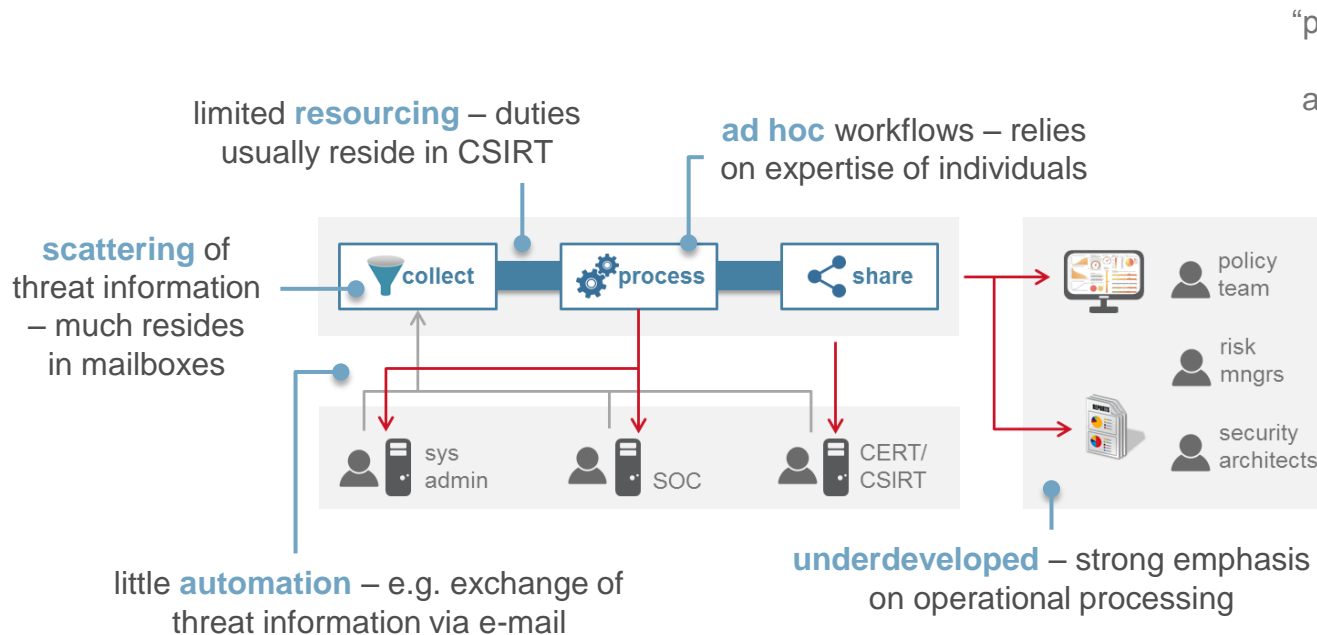 “p
a
limited resourcing – duties
usually reside in CSIRT
ad hoc workflows – relies
on expertise of individuals
scattering of
threat information
– much resides
in mailboxes
collect
process
share
policy
team
risk
mngrs
security
architects
REPORTS
sys
admin
SOC
CERT/
CSIRT
little automation – e.g. exchange of
threat information via e-mail
underdeveloped – strong emphasis
on operational processing